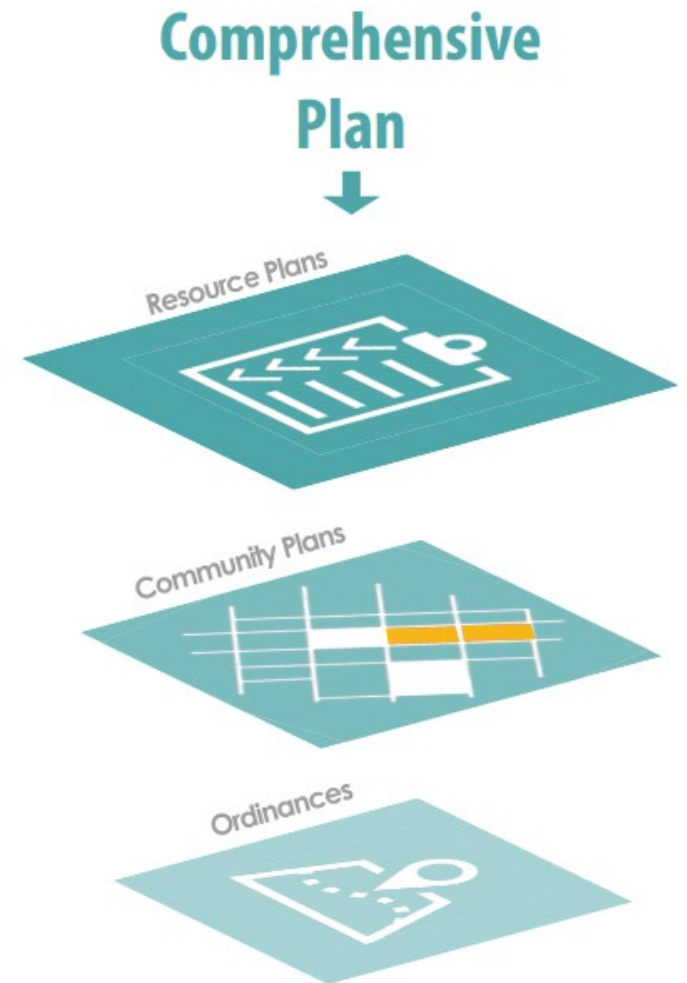 Comprehensive
Plan
Resource Plans
Community Plans
Ordinances